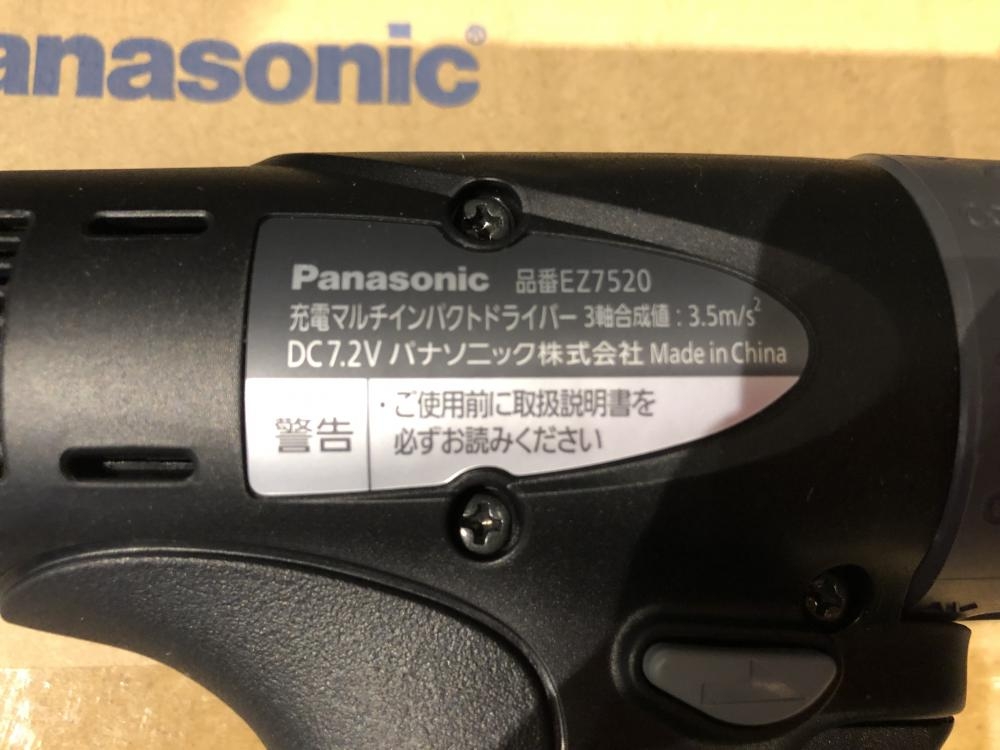 anasonic®
Panasonic 品番EZ7520
充電マルチインパクトドライバー 3軸合成値：3.5m/s²
DC7.2V パナソニック株式会社 Made in China
警告
・ご使用前に取扱説明書を
必ずお読みください